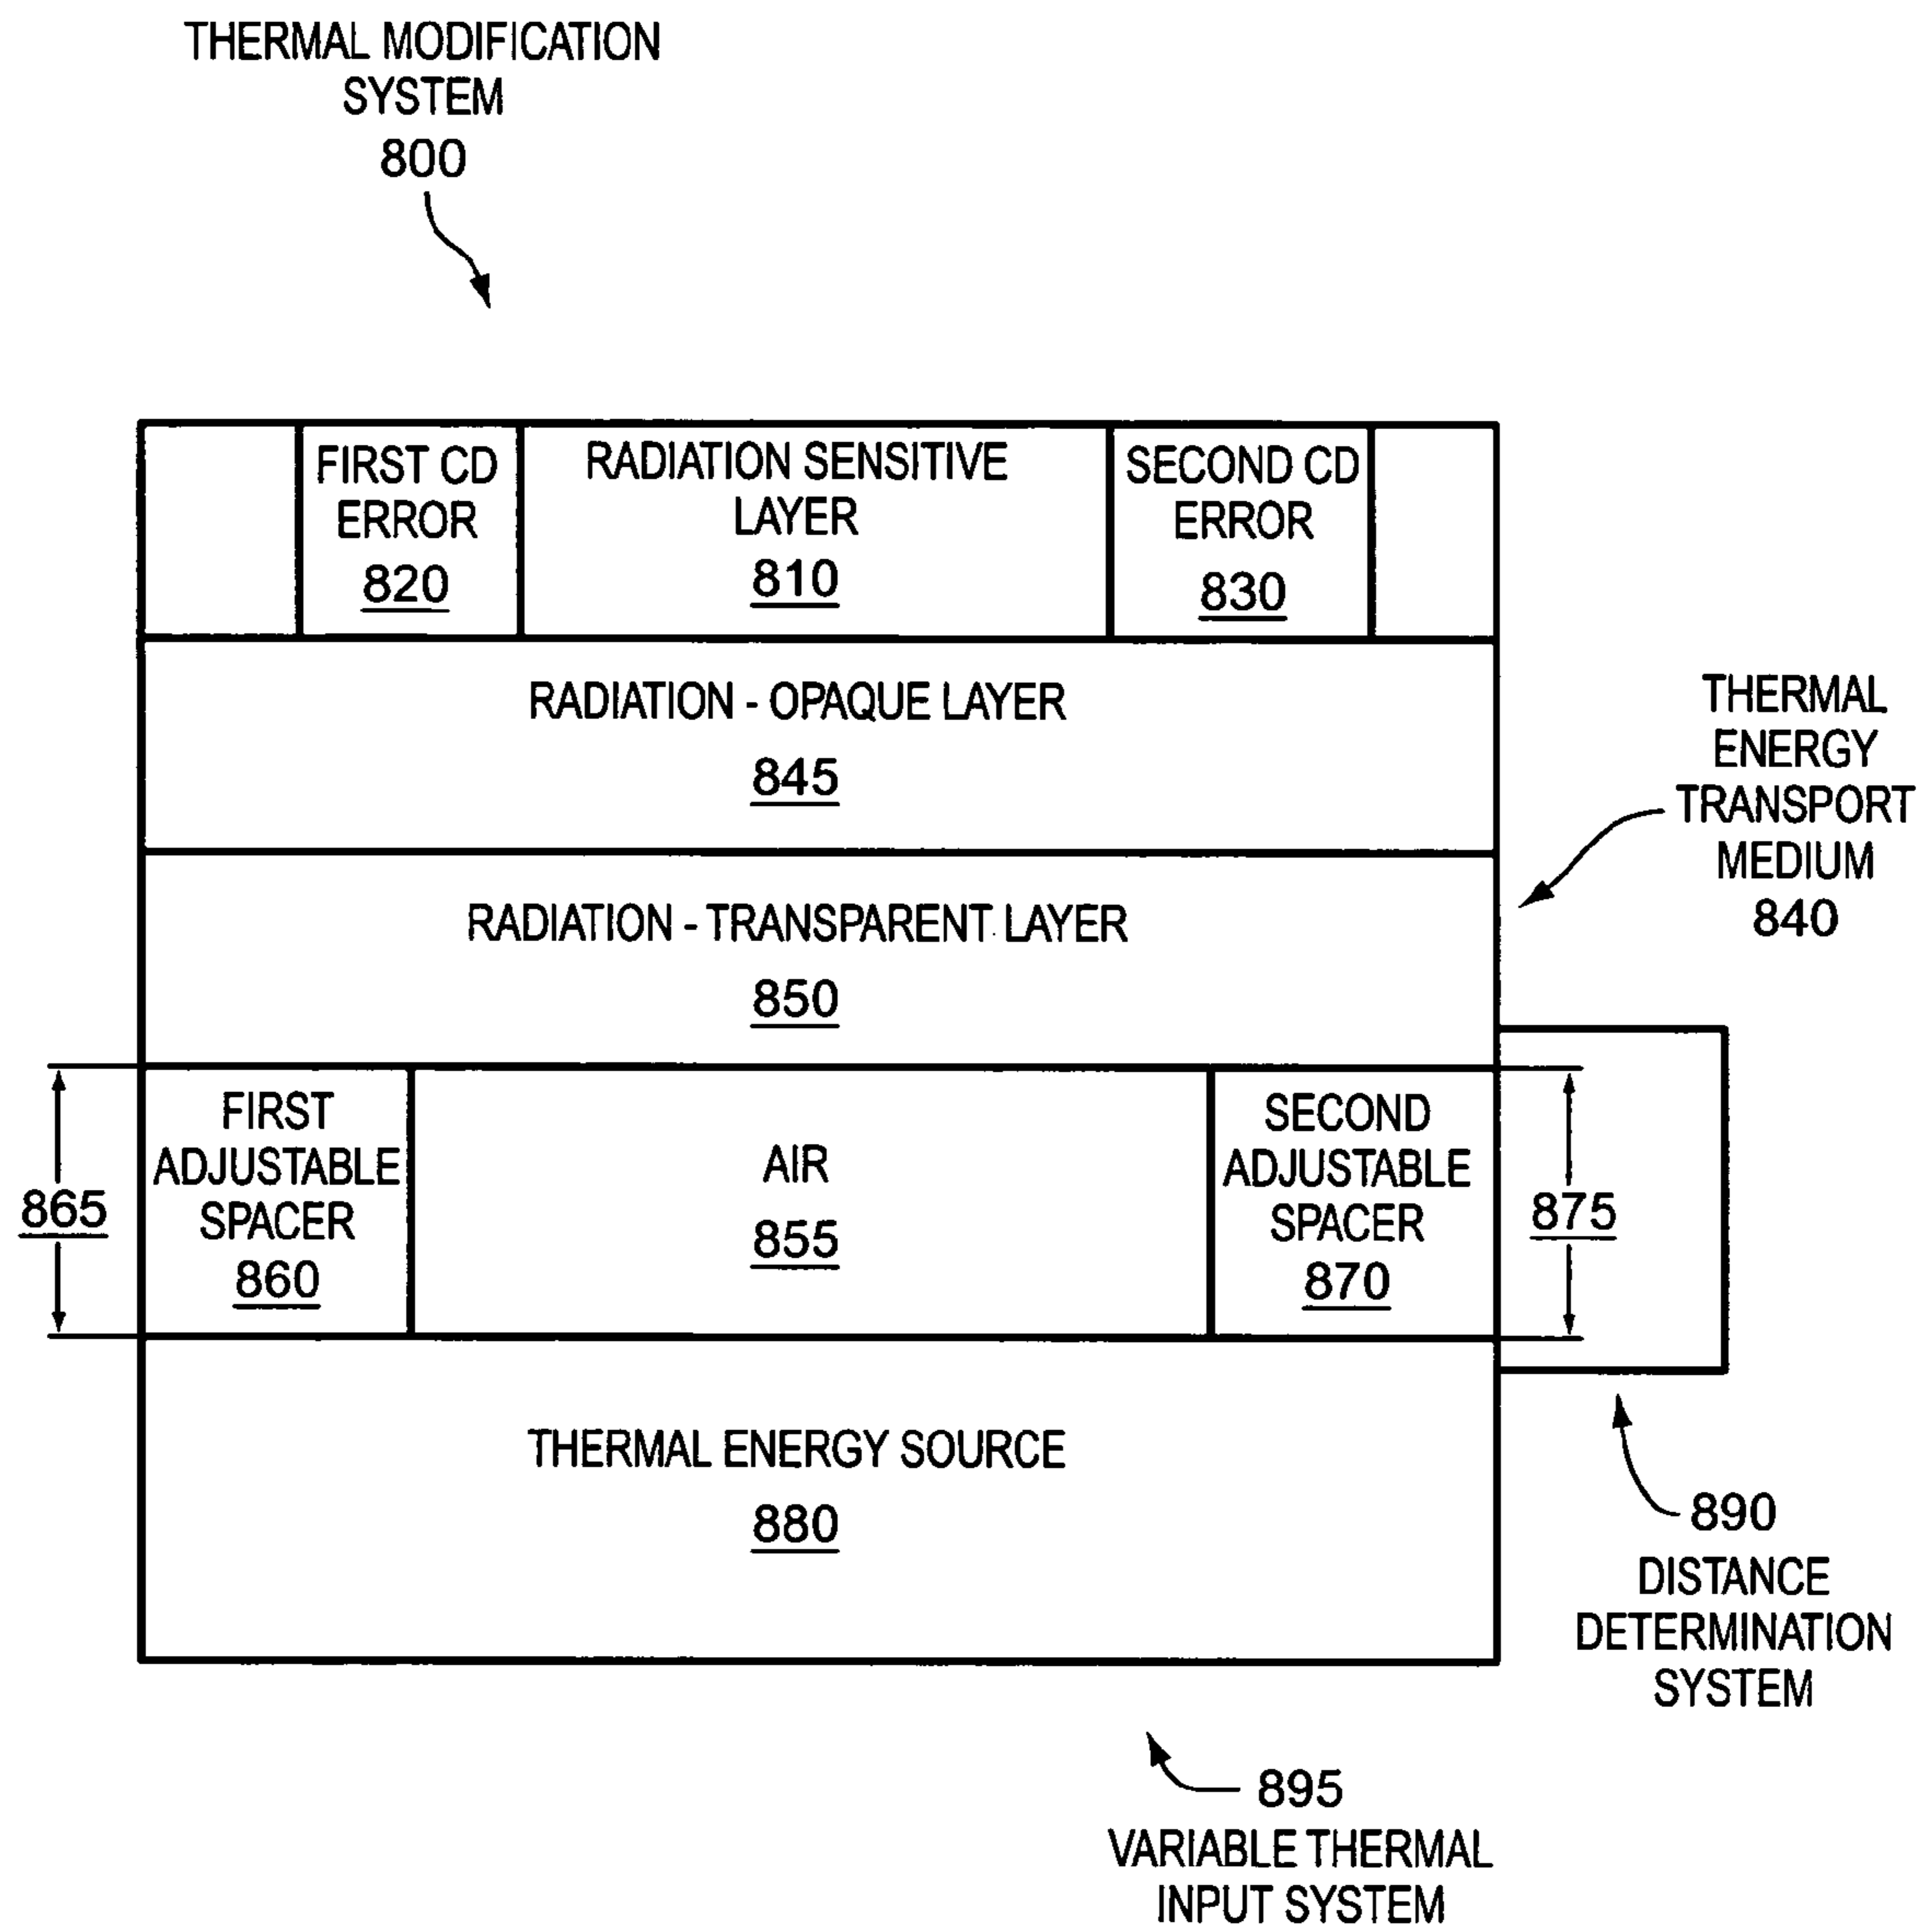 THERMAL MODIFICATION
SYSTEM
800
FIRST CD
ERROR
820
RADIATION SENSITIVE
LAYER
810
SECOND CD
ERROR
830
RADIATION - OPAQUE LAYER
845
THERMAL
ENERGY
TRANSPORT
MEDIUM
840
RADIATION - TRANSPARENT LAYER
850
865
FIRST
ADJUSTABLE
SPACER
860
AIR
855
SECOND
ADJUSTABLE
SPACER
870
875
THERMAL ENERGY SOURCE
880
890
DISTANCE
DETERMINATION
SYSTEM
895
VARIABLE THERMAL
INPUT SYSTEM